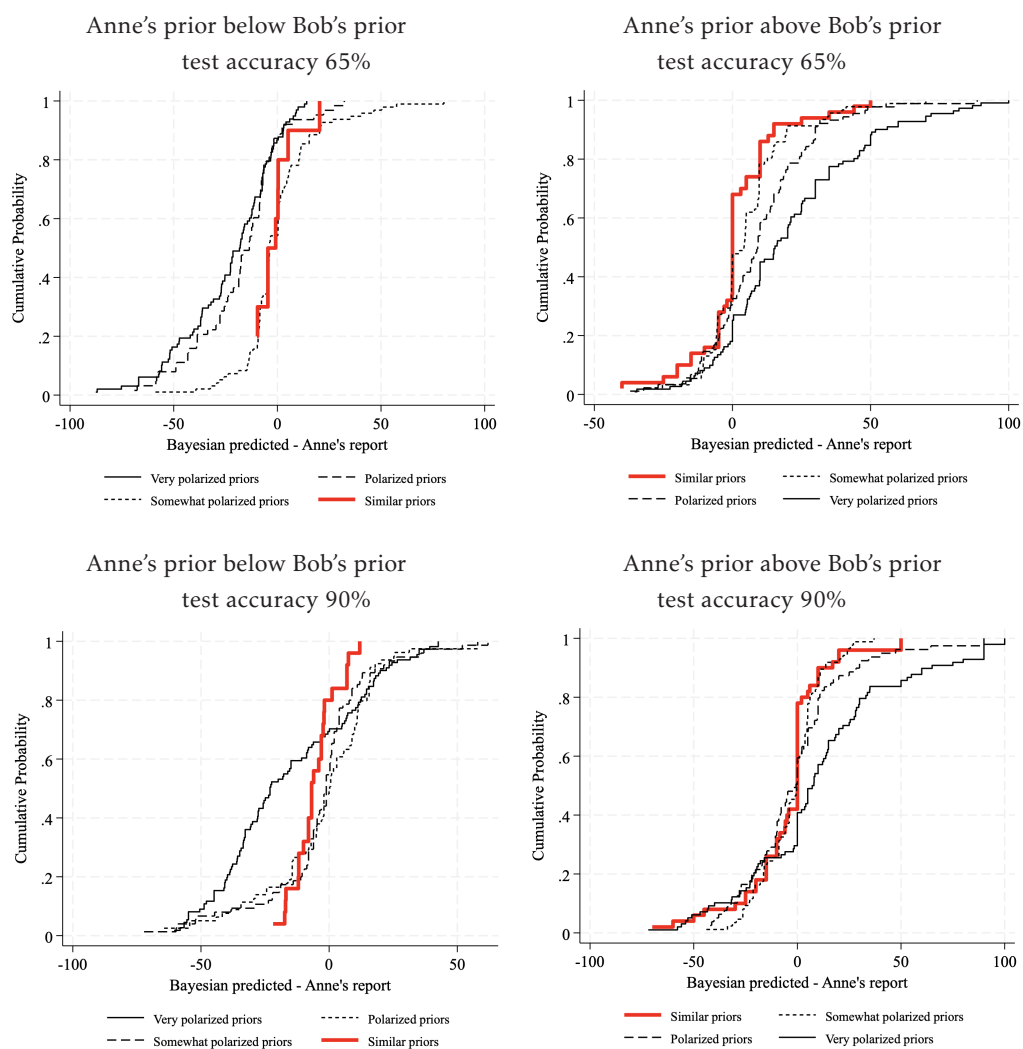 Anne's prior below Bob's prior
test accuracy 65%
1
.8
.6
.4
.2
0
Cumulative Probability
-100 -50 0 50 100
Bayesian predicted - Anne's report
Very polarized priors Polarized priors
Somewhat polarized priors Similar priors
Anne's prior above Bob's prior
test accuracy 65%
1
.8
.6
.4
.2
0
Cumulative Probability
-50 0 50 100
Bayesian predicted - Anne's report
Similar priors Somewhat polarized priors
Polarized priors Very polarized priors
Anne's prior below Bob's prior
test accuracy 90%
1
.8
.6
.4
.2
0
Cumulative Probability
-100 -50 0 50
Bayesian predicted - Anne's report
Very polarized priors Polarized priors
Somewhat polarized priors Similar priors
Anne's prior above Bob's prior
test accuracy 90%
1
.8
.6
.4
.2
0
Cumulative Probability
-100 -50 0 50 100
Bayesian predicted - Anne's report
Similar priors Somewhat polarized priors
Polarized priors Very polarized priors